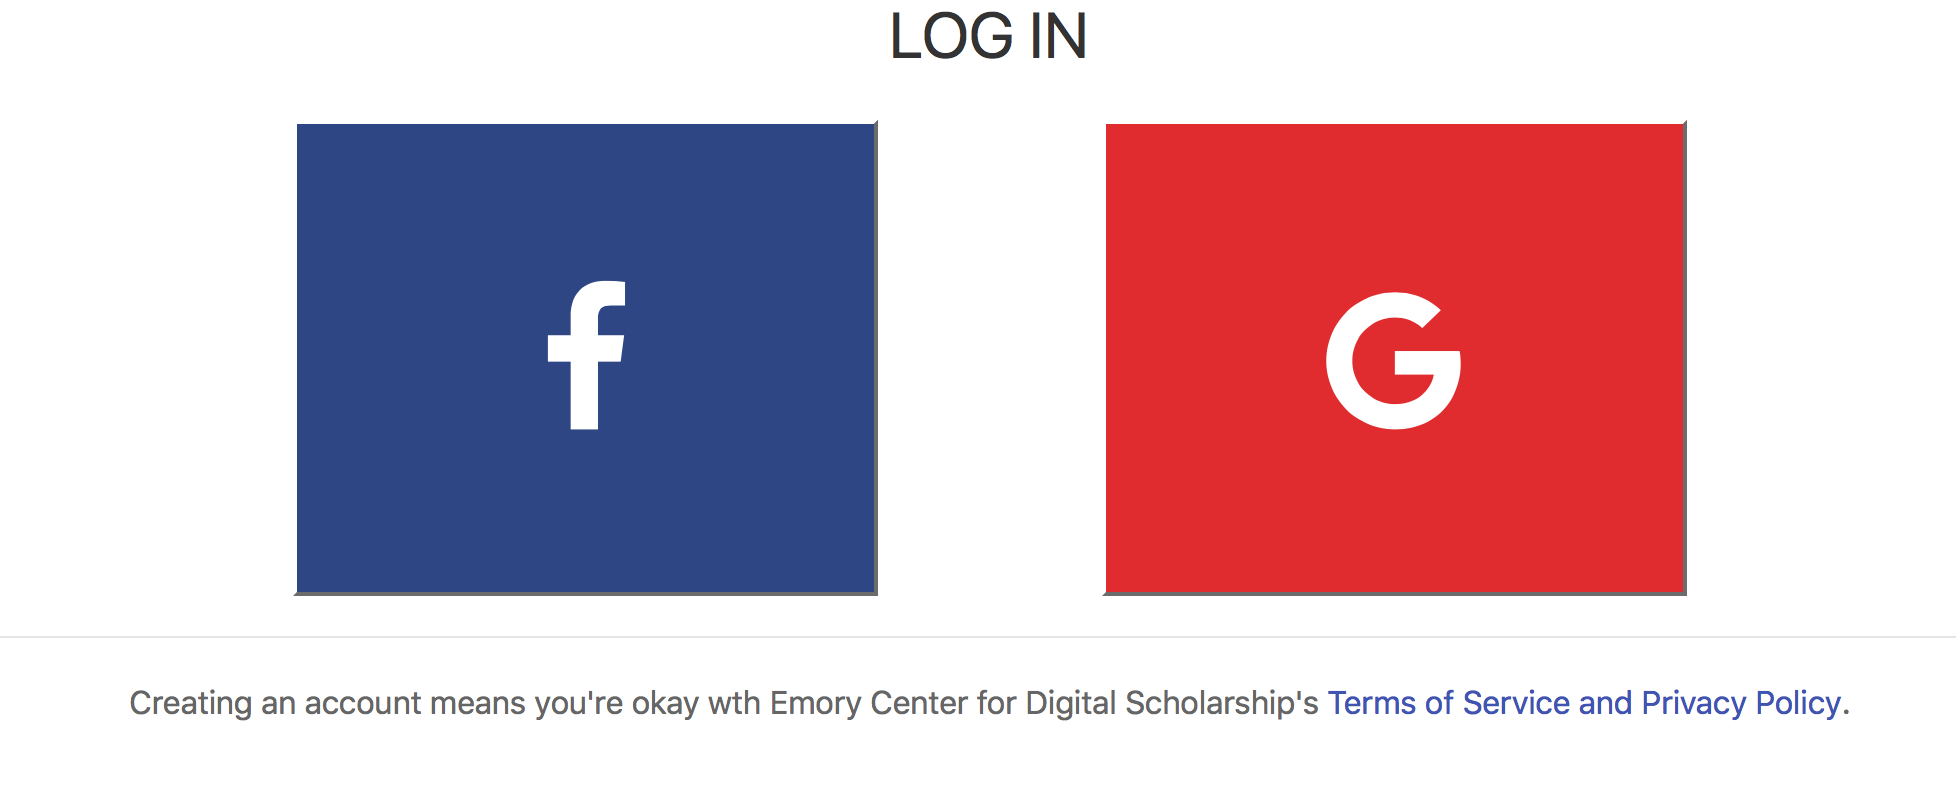 LOG IN
f
G
Creating an account means you're okay wth Emory Center for Digital Scholarship's Terms of Service and Privacy Policy.